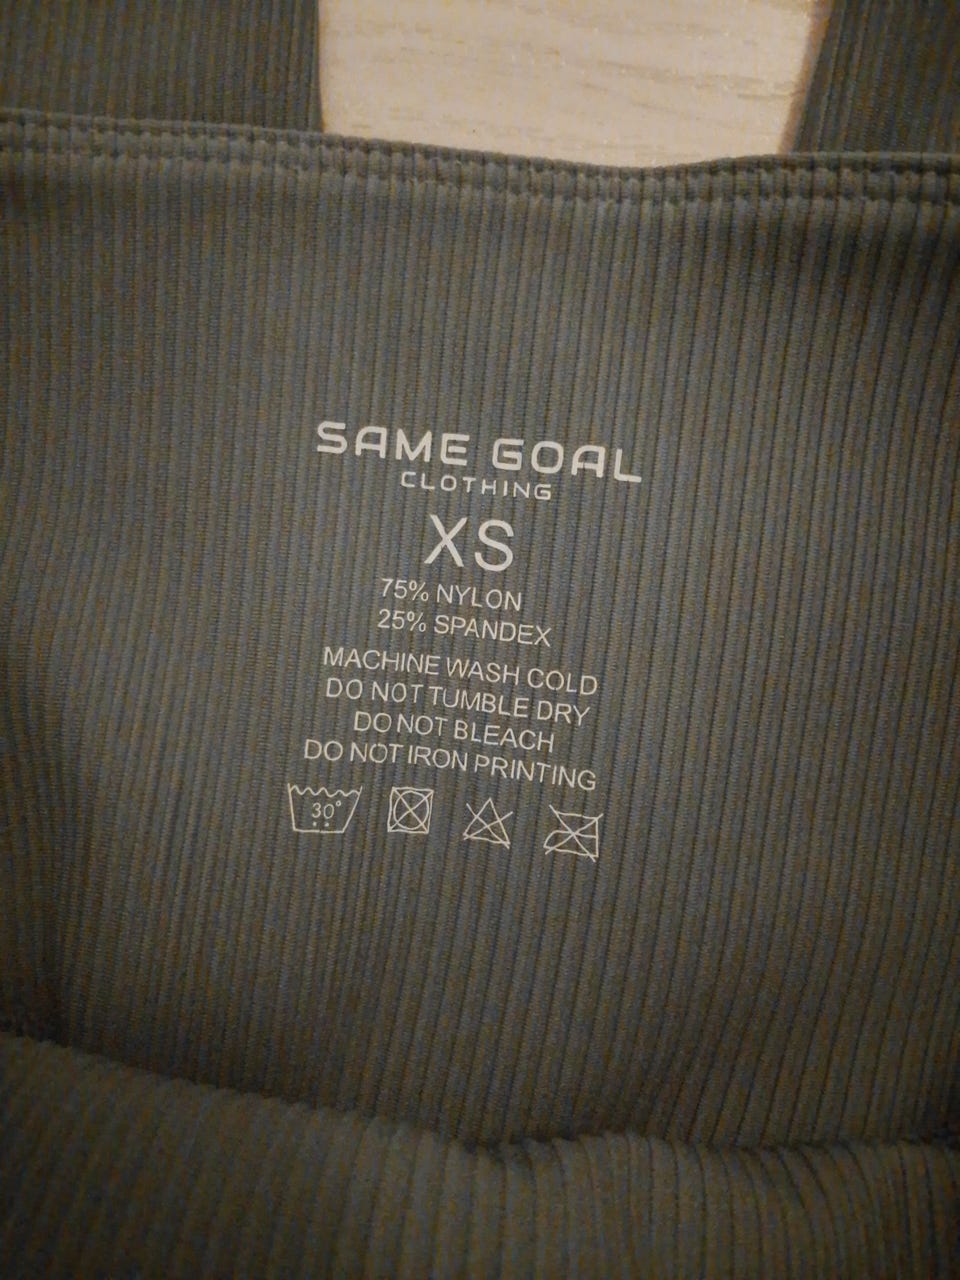 SAME GOAL
CLOTHING
XS
75% NYLON
25% SPANDEX
MACHINE WASH COLD
DO NOT TUMBLE DRY
DO NOT BLEACH
DO NOT IRON PRINTING
30°